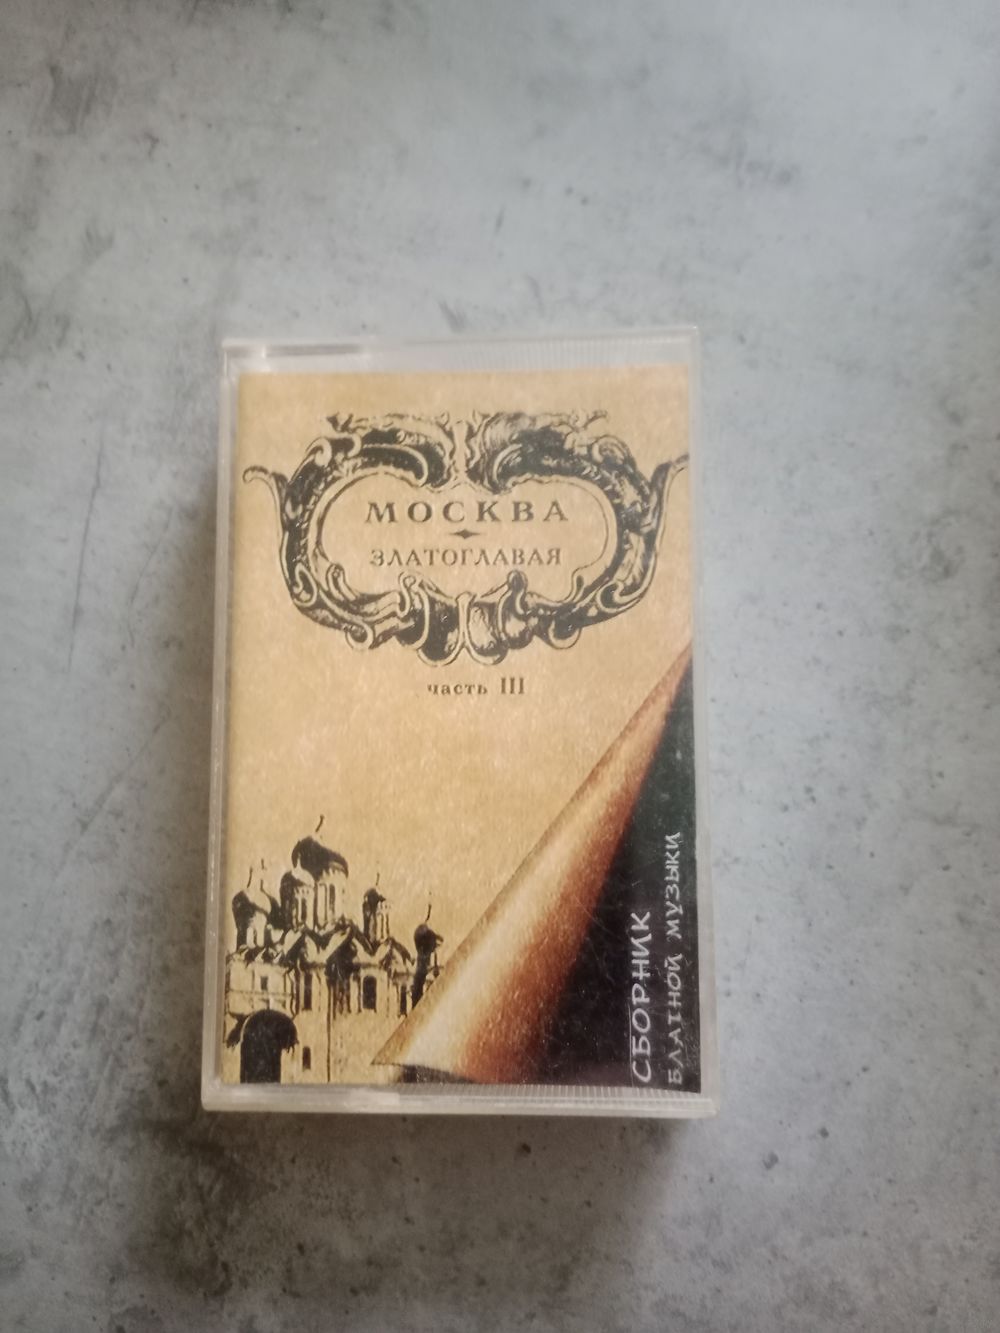 МОСКВА
ЗЛАТОГЛАВАЯ
часть III
СБОРНИК
БЛАТНОЙ МУЗЫКИ